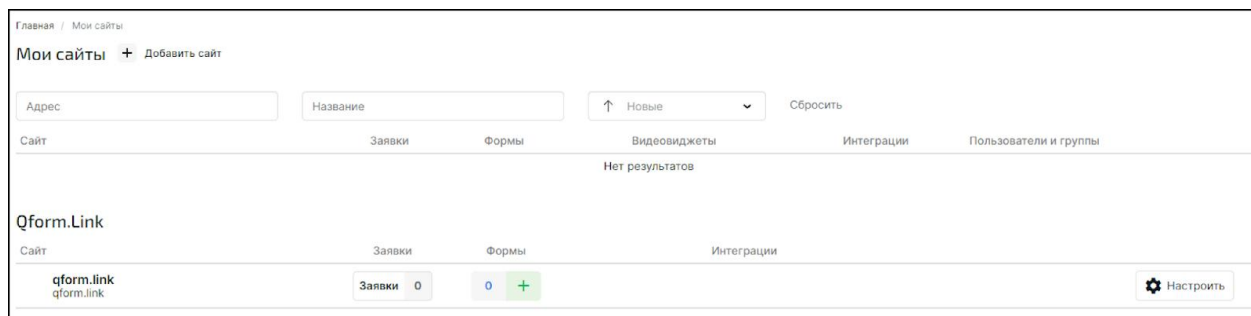 Главная / Мои сайты
Мои сайты + Добавить сайт
Адрес Название ↑ Новые Сбросить
Сайт Заявки Формы Видеовиджеты Интеграции Пользователи и группы
Нет результатов
Qform.Link
Сайт Заявки Формы Интеграции
qform.link
qform.link
Заявки 0 0 + Настроить